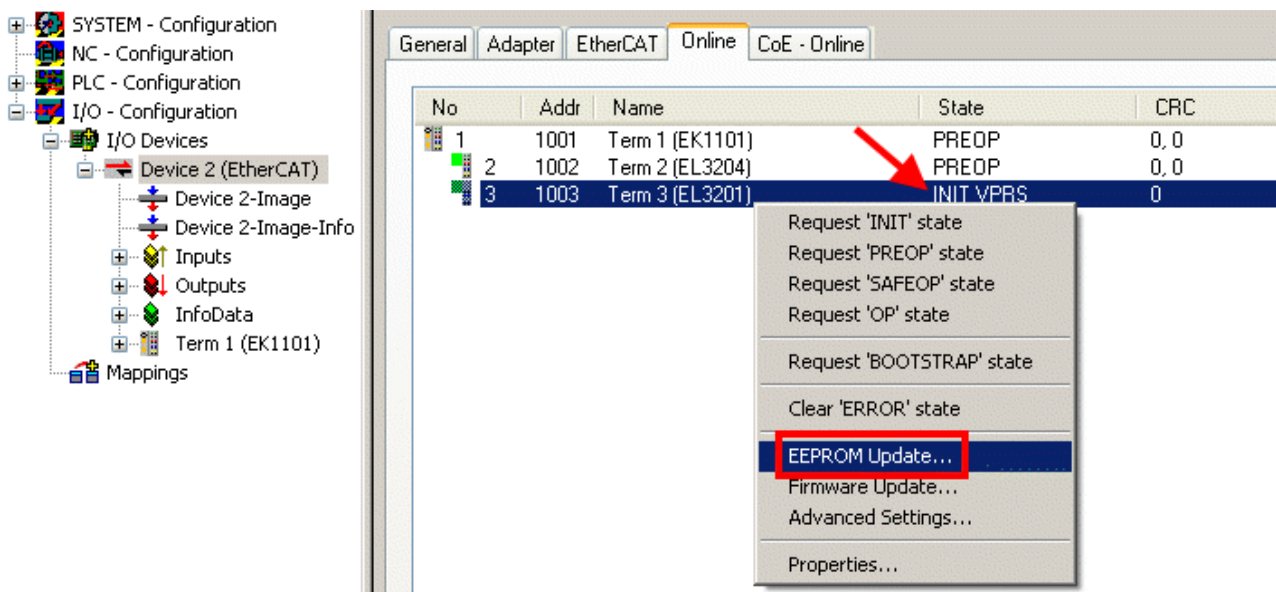 SYSTEM - Configuration
NC - Configuration
PLC - Configuration
I/O - Configuration
I/O Devices
Device 2 (EtherCAT)
Device 2-Image
Device 2-Image-Info
Inputs
Outputs
InfoData
Term 1 (EK1101)
Mappings
General Adapter EtherCAT Online CoE - Online
No Addr Name State CRC
1 1001 Term 1 (EK1101) PREOP 0, 0
2 1002 Term 2 (EL3204) PREOP 0, 0
3 1003 Term 3 (EL3201) INIT VPRS 0
Request 'INIT' state
Request 'PREOP' state
Request 'SAFEOP' state
Request 'OP' state
Request 'BOOTSTRAP' state
Clear 'ERROR' state
EEPROM Update...
Firmware Update...
Advanced Settings...
Properties...